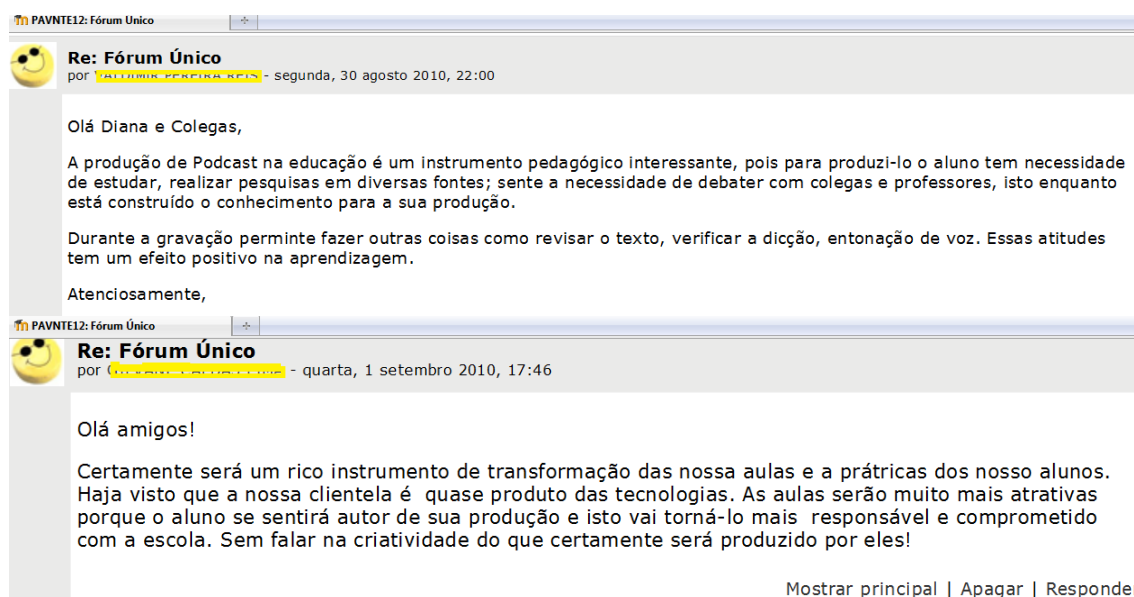 PAVNTE12: Fórum Único
Re: Fórum Único
por - segunda, 30 agosto 2010, 22:00
Olá Diana e Colegas,
A produção de Podcast na educação é um instrumento pedagógico interessante, pois para produzi-lo o aluno tem necessidade
de estudar, realizar pesquisas em diversas fontes; sente a necessidade de debater com colegas e professores, isto enquanto
está construído o conhecimento para a sua produção.
Durante a gravação perminte fazer outras coisas como revisar o texto, verificar a dicção, entonação de voz. Essas atitudes
tem um efeito positivo na aprendizagem.
Atenciosamente,
PAVNTE12: Fórum Único
Re: Fórum Único
por - quarta, 1 setembro 2010, 17:46
Olá amigos!
Certamente será um rico instrumento de transformação das nossa aulas e a prátricas dos nosso alunos.
Haja visto que a nossa clientela é quase produto das tecnologias. As aulas serão muito mais atrativas
porque o aluno se sentirá autor de sua produção e isto vai torná-lo mais responsável e comprometido
com a escola. Sem falar na criatividade do que certamente será produzido por eles!
Mostrar principal | Apagar | Responde